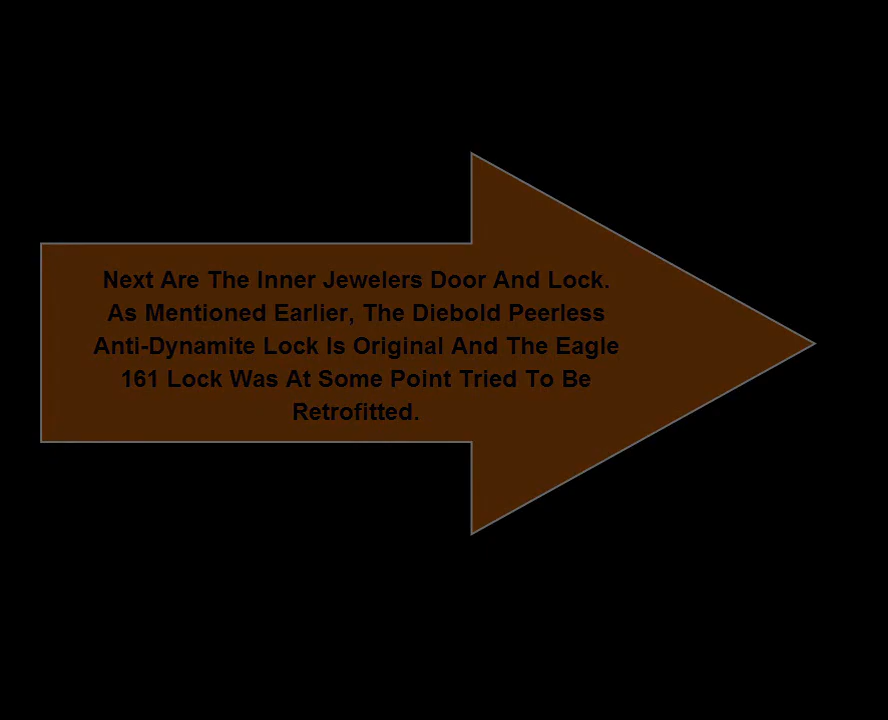 Next Are The Inner Jewelers Door And Lock.
As Mentioned Earlier, The Diebold Peerless
Anti-Dynamite Lock Is Original And The Eagle
161 Lock Was At Some Point Tried To Be
Retrofitted.